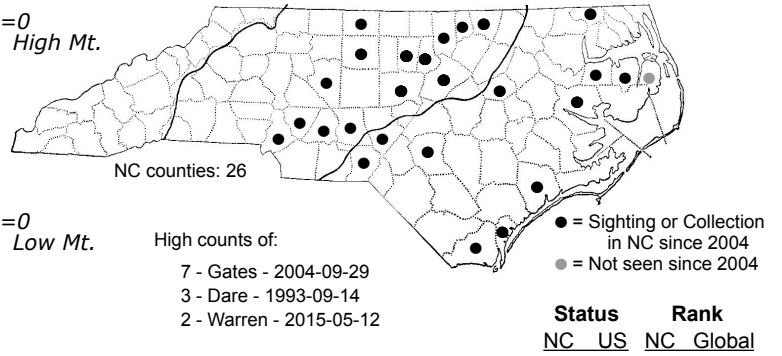 =0
High Mt.
NC counties: 26
=0
Low Mt.
High counts of:
7 - Gates - 2004-09-29
3 - Dare - 1993-09-14
2 - Warren - 2015-05-12
= Sighting or Collection
in NC since 2004
= Not seen since 2004
Status Rank
NC US NC Global